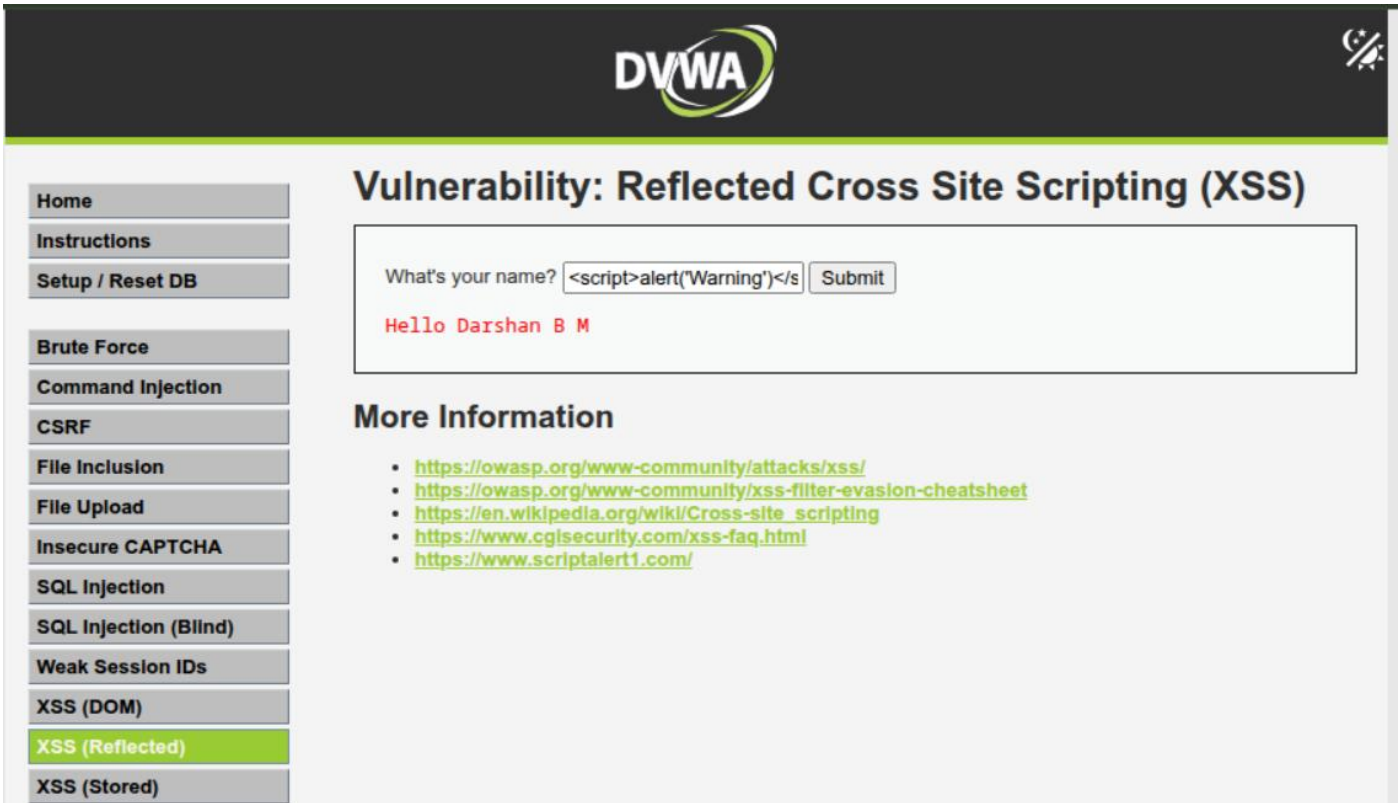 DVWA
Home
Instructions
Setup / Reset DB
Brute Force
Command Injection
CSRF
File Inclusion
File Upload
Insecure CAPTCHA
SQL Injection
SQL Injection (Blind)
Weak Session IDs
XSS (DOM)
XSS (Reflected)
XSS (Stored)
Vulnerability: Reflected Cross Site Scripting (XSS)
What's your name? <script>alert('Warning')</s Submit
Hello Darshan B M
More Information
• https://owasp.org/www-community/attacks/xss/
• https://owasp.org/www-community/xss-filter-evasion-cheatsheet
• https://en.wikipedia.org/wiki/Cross-site_scripting
• https://www.cgisecurity.com/xss-faq.html
• https://www.scriptalert1.com/